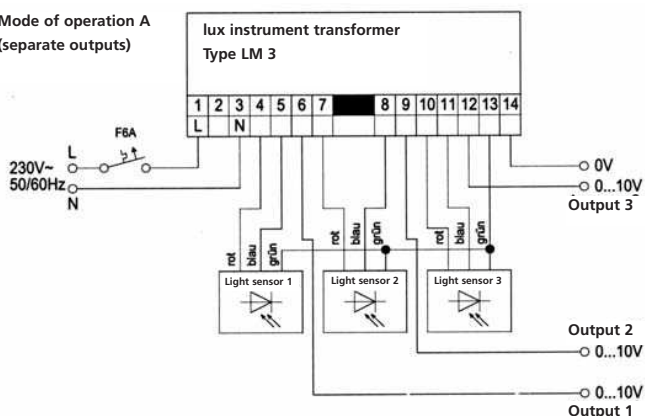 Mode of operation A
(separate outputs)
lux instrument transformer
Type LM 3
1 2 3 4 5 6 7 8 9 10 11 12 13 14
L N
F6A
L
230V~
50/60Hz
N
0V
0...10V
Output 3
rot blau grün rot blau grün rot blau grün
Light sensor 1 Light sensor 2 Light sensor 3
Output 2
0...10V
0...10V
Output 1